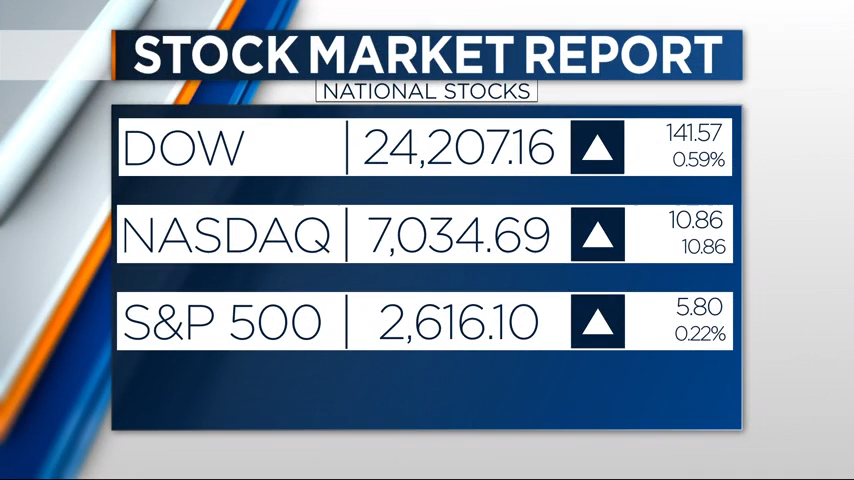 STOCK MARKET REPORT
NATIONAL STOCKS
DOW 24,207.16 141.57
0.59%
NASDAQ 7,034.69 10.86
10.86
S&P 500 2,616.10 5.80
0.22%